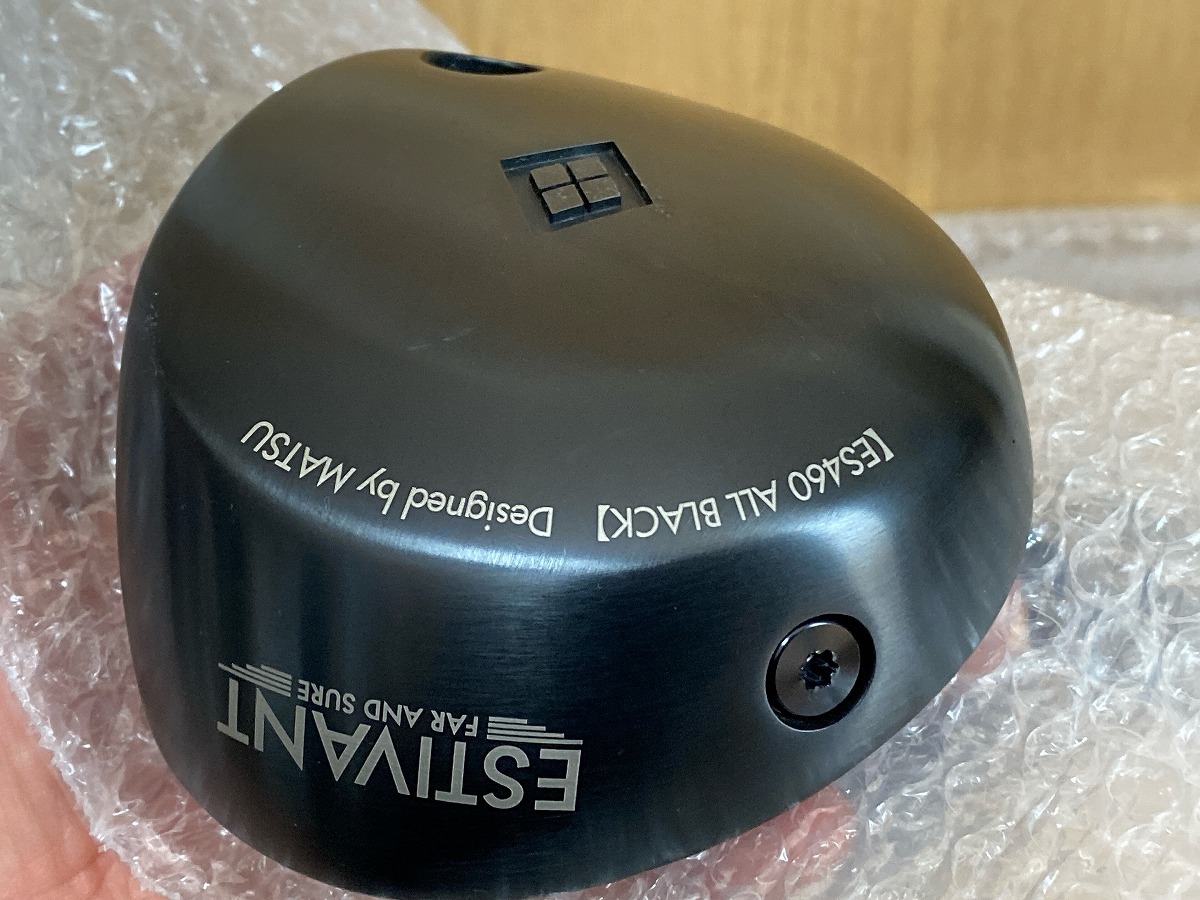 ESTIVANT
FAR AND SURE
Designed by MATSU
【ES460 ALL BLACK】